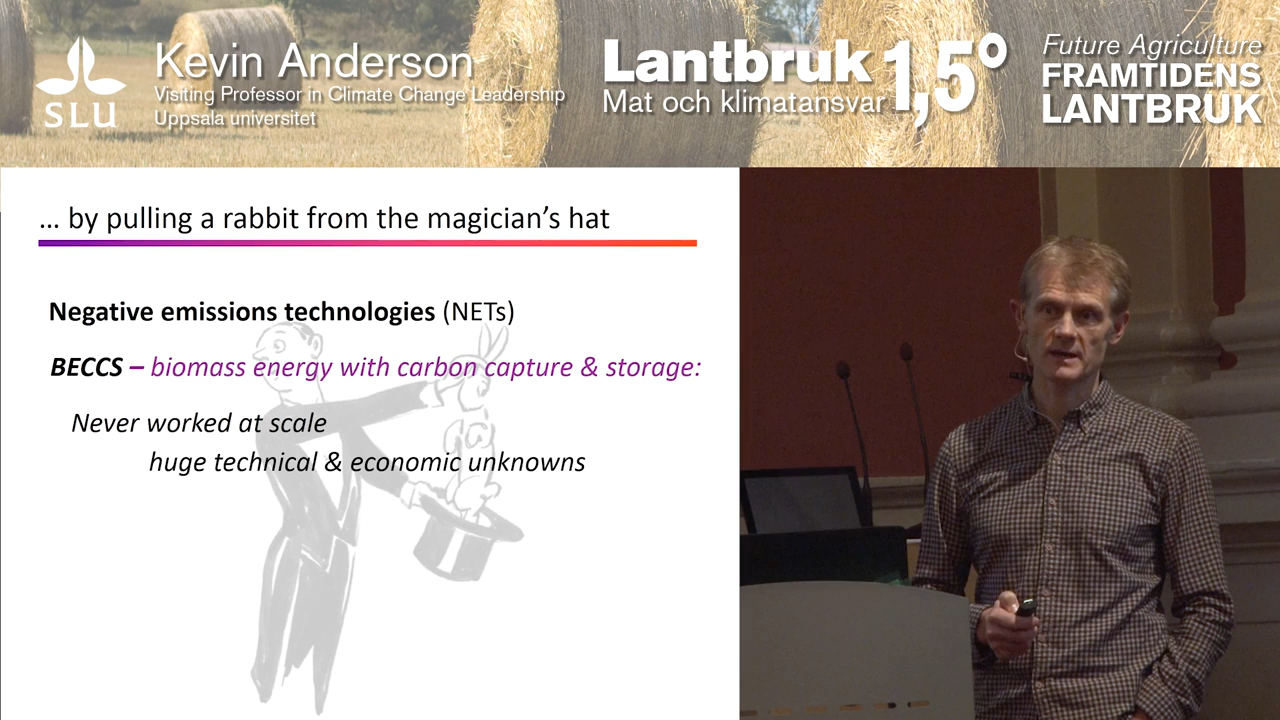 SLU
Kevin Anderson
Visiting Professor in Climate Change Leadership
Uppsala universitet
Lantbruk 1,5°
Mat och klimatansvar
Future Agriculture
FRAMTIDENS
LANTBRUK
... by pulling a rabbit from the magician's hat
Negative emissions technologies (NETs)
BECCS – biomass energy with carbon capture & storage:
Never worked at scale
huge technical & economic unknowns